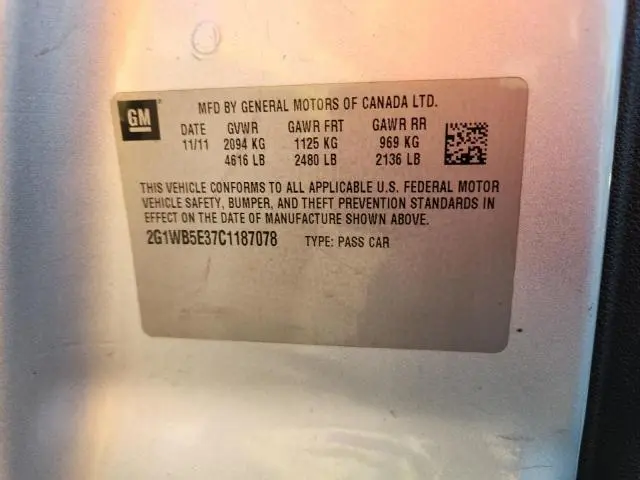 GM
MFD BY GENERAL MOTORS OF CANADA LTD.
DATE GVWR GAWR FRT GAWR RR
11/11 2094 KG 1125 KG 969 KG
4616 LB 2480 LB 2136 LB
THIS VEHICLE CONFORMS TO ALL APPLICABLE U.S. FEDERAL MOTOR
VEHICLE SAFETY, BUMPER, AND THEFT PREVENTION STANDARDS IN
EFFECT ON THE DATE OF MANUFACTURE SHOWN ABOVE.
2G1WB5E37C1187078 TYPE: PASS CAR